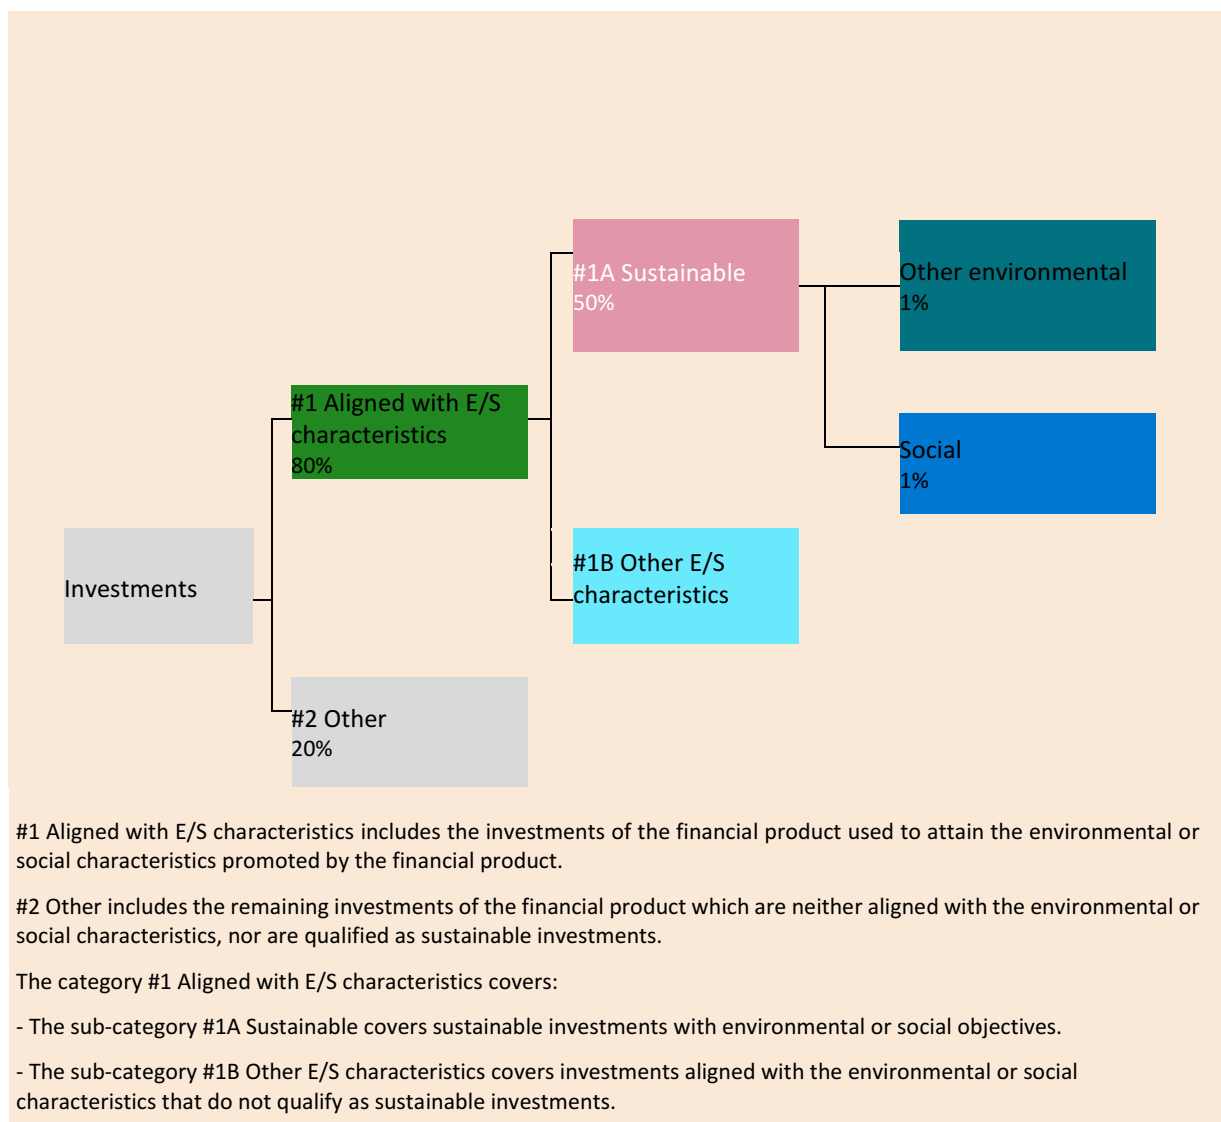 #1A Sustainable
50%
Other environmental
1%
#1 Aligned with E/S
characteristics
80%
Social
1%
Investments
#1B Other E/S
characteristics
#2 Other
20%
#1 Aligned with E/S characteristics includes the investments of the financial product used to attain the environmental or
social characteristics promoted by the financial product.
#2 Other includes the remaining investments of the financial product which are neither aligned with the environmental or
social characteristics, nor are qualified as sustainable investments.
The category #1 Aligned with E/S characteristics covers:
- The sub-category #1A Sustainable covers sustainable investments with environmental or social objectives.
- The sub-category #1B Other E/S characteristics covers investments aligned with the environmental or social
characteristics that do not qualify as sustainable investments.